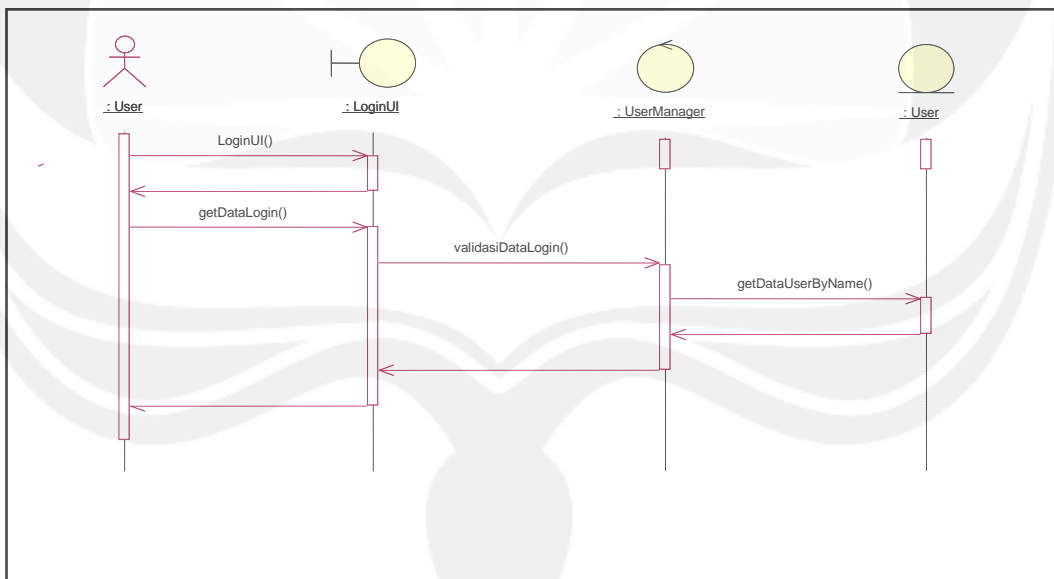 : User
: LoginUI
: UserManager
: User
LoginUI()
getDataLogin()
validasiDataLogin()
getDataUserByName()